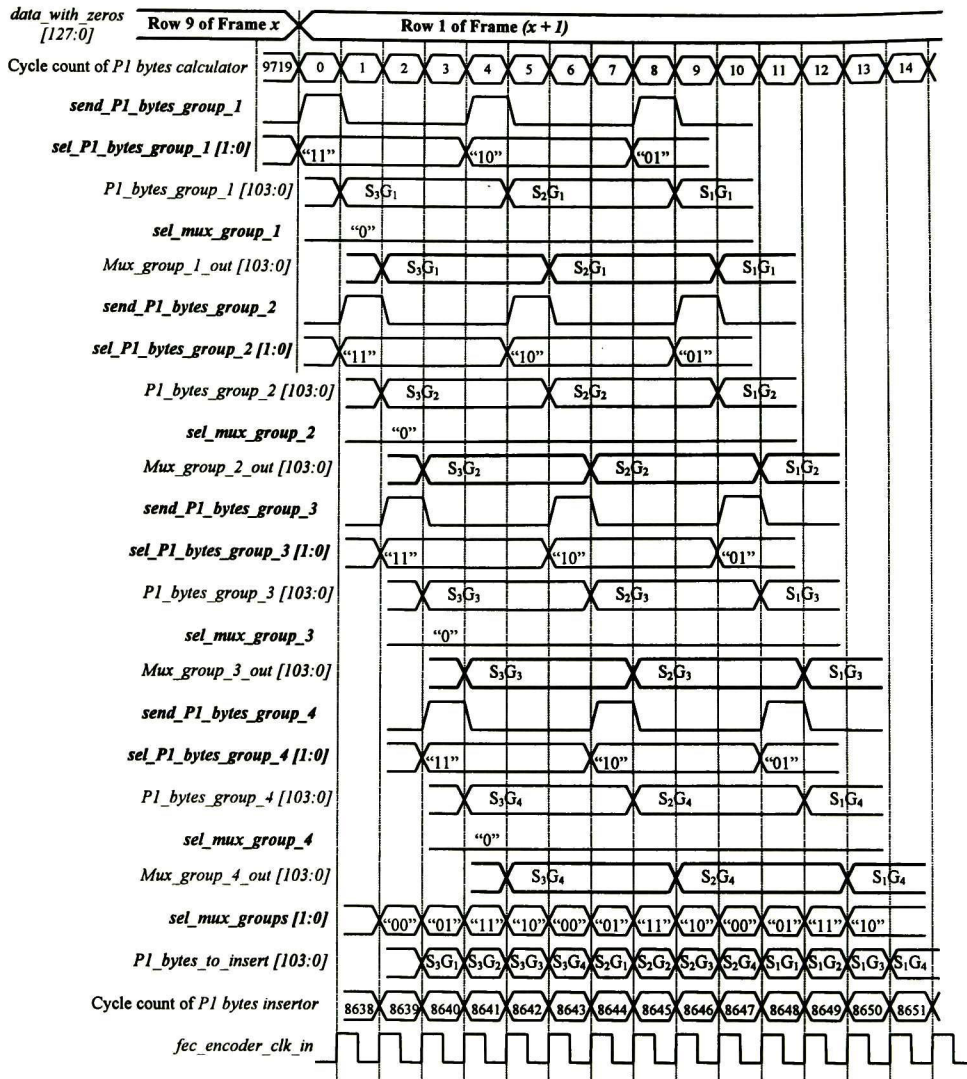 data_with_zeros [127:0] Row 9 of Frame x Row 1 of Frame (x + 1)
Cycle count of P1 bytes calculator 9719 0 1 2 3 4 5 6 7 8 9 10 11 12 13 14
send_P1_bytes_group_1
sel_P1_bytes_group_1 [1:0] "11" "10" "01"
P1_bytes_group_1 [103:0] S₃G₁ S₂G₁ S₁G₁
sel_mux_group_1 "0"
Mux_group_1_out [103:0] S₃G₁ S₂G₁ S₁G₁
send_P1_bytes_group_2
sel_P1_bytes_group_2 [1:0] "11" "10" "01"
P1_bytes_group_2 [103:0] S₃G₂ S₂G₂ S₁G₂
sel_mux_group_2 "0"
Mux_group_2_out [103:0] S₃G₂ S₂G₂ S₁G₂
send_P1_bytes_group_3
sel_P1_bytes_group_3 [1:0] "11" "10" "01"
P1_bytes_group_3 [103:0] S₃G₃ S₂G₃ S₁G₃
sel_mux_group_3 "0"
Mux_group_3_out [103:0] S₃G₃ S₂G₃ S₁G₃
send_P1_bytes_group_4
sel_P1_bytes_group_4 [1:0] "11" "10" "01"
P1_bytes_group_4 [103:0] S₃G₄ S₂G₄ S₁G₄
sel_mux_group_4 "0"
Mux_group_4_out [103:0] S₃G₄ S₂G₄ S₁G₄
sel_mux_groups [1:0] "00" "01" "11" "10" "00" "01" "11" "10" "00" "01" "11" "10"
P1_bytes_to_insert [103:0] S₃G₁ S₃G₂ S₃G₃ S₃G₄ S₂G₁ S₂G₂ S₂G₃ S₂G₄ S₁G₁ S₁G₂ S₁G₃ S₁G₄
Cycle count of P1 bytes insertor 8638 8639 8640 8641 8642 8643 8644 8645 8646 8647 8648 8649 8650 8651
fec_encoder_clk_in